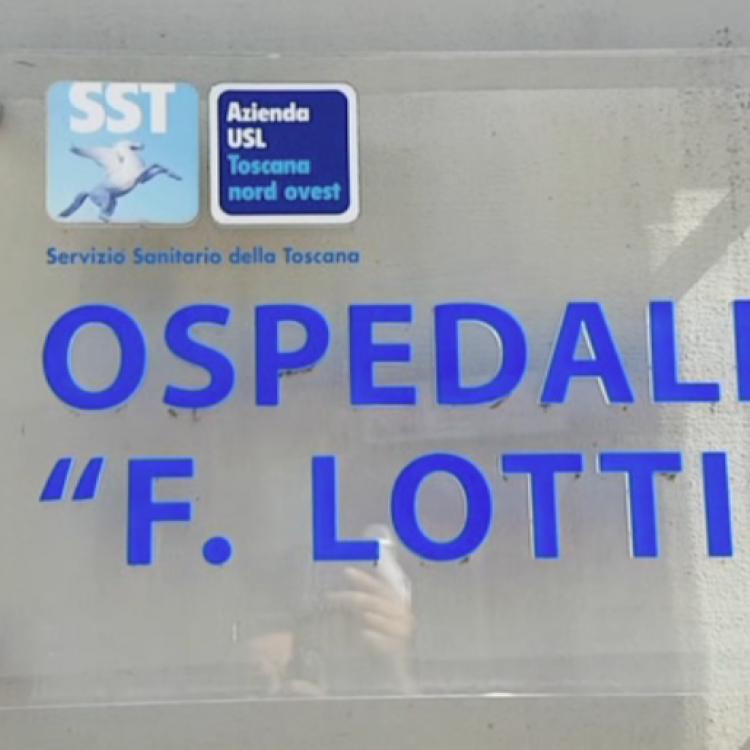 SST
Azienda
USL
Toscana
nord ovest
Servizio Sanitario della Toscana
OSPEDAL
“F. LOTTI